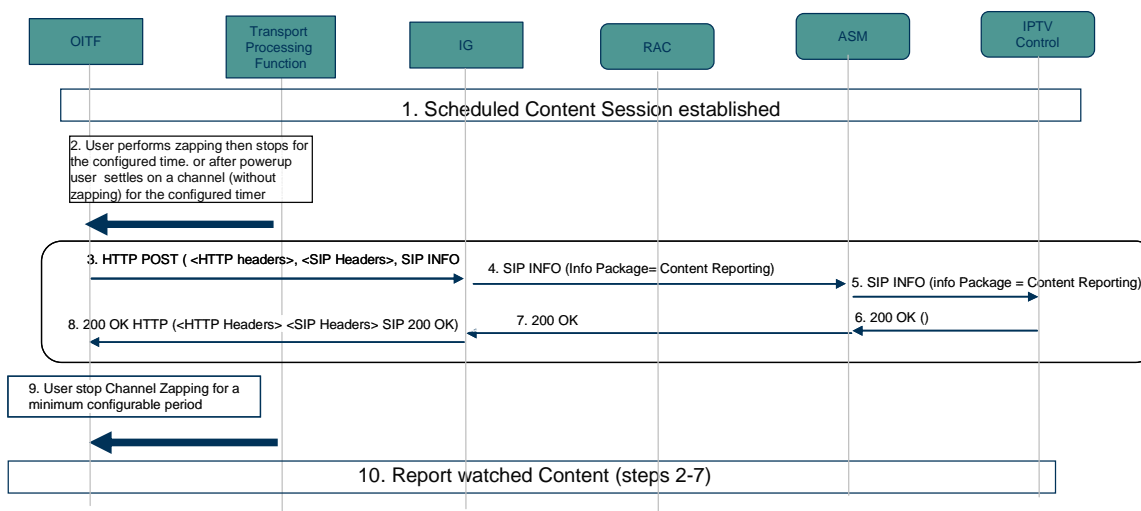 OITF
Transport
Processing
Function
IG
RAC
ASM
IPTV
Control
1. Scheduled Content Session established
2. User performs zapping then stops for
the configured time. or after powerup
user settles on a channel (without
zapping) for the configured timer
3. HTTP POST ( <HTTP headers>, <SIP Headers>, SIP INFO
4. SIP INFO (Info Package= Content Reporting)
5. SIP INFO (info Package = Content Reporting)
8. 200 OK HTTP (<HTTP Headers> <SIP Headers> SIP 200 OK)
7. 200 OK
6. 200 OK ()
9. User stop Channel Zapping for a
minimum configurable period
10. Report watched Content (steps 2-7)